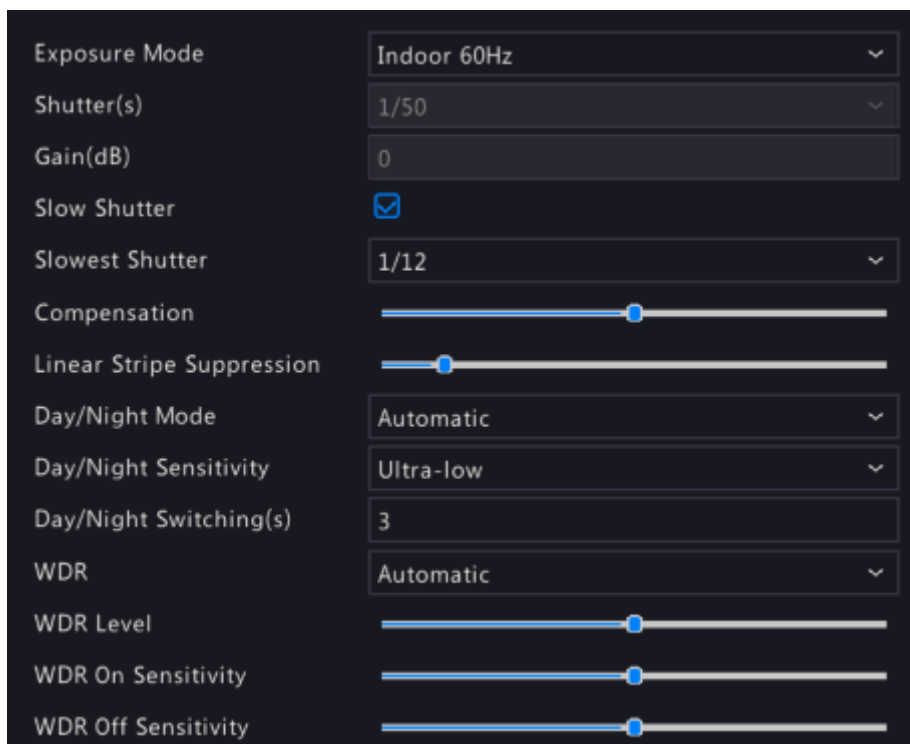 Exposure Mode Indoor 60Hz
Shutter(s) 1/50
Gain(dB) 0
Slow Shutter
Slowest Shutter 1/12
Compensation
Linear Stripe Suppression
Day/Night Mode Automatic
Day/Night Sensitivity Ultra-low
Day/Night Switching(s) 3
WDR Automatic
WDR Level
WDR On Sensitivity
WDR Off Sensitivity